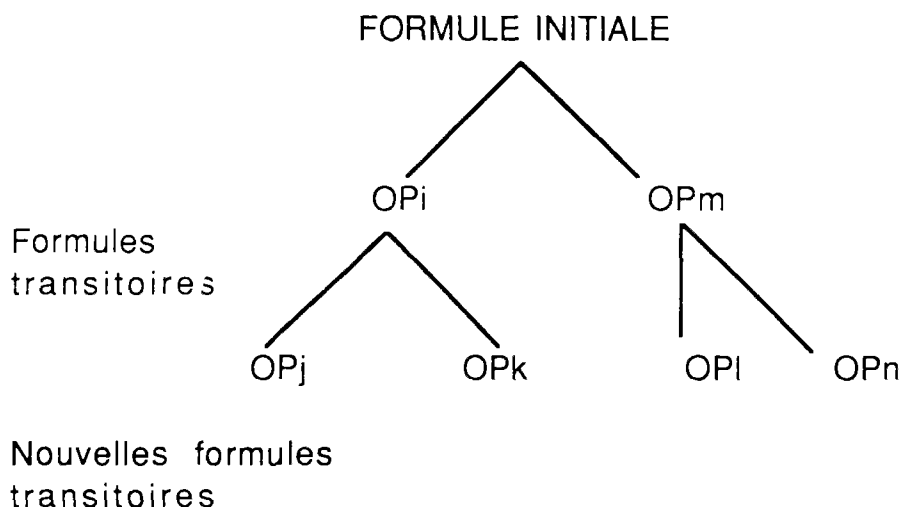 FORMULE INITIALE
OPi OPm
Formules
transitoires
OPj OPk OPl OPn
Nouvelles formules
transitoires